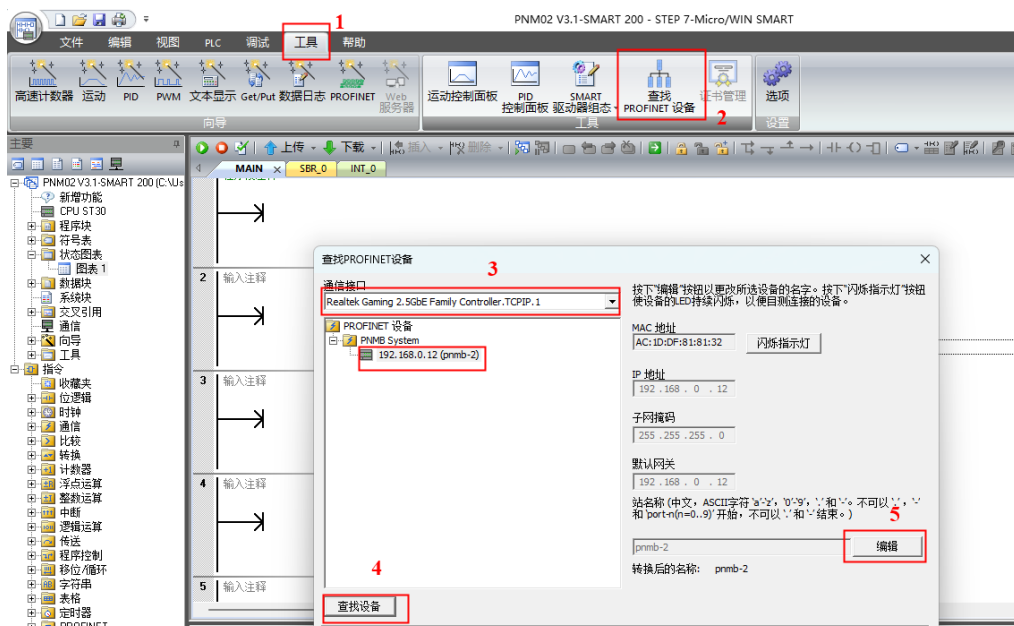 PNM02 V3.1-SMART 200 - STEP 7-Micro/WIN SMART
1
文件 编辑 视图 PLC 调试 工具 帮助
高速计数器 运动 PID PWM 文本显示 Get/Put 数据日志 PROFINET Web 服务器
运动控制面板 PID 控制面板 SMART 驱动器组态 查找 PROFINET 设备 证书管理 选项
2
向导 工具 设置
主要
上传 下载 插入 删除
MAIN SBR_0 INT_0
PNM02 V3.1-SMART 200 (C:\Us
新增功能
CPU ST30
程序块
符号表
状态图表
图表 1
数据块
系统块
交叉引用
通信
向导
工具
指令
收藏夹
位逻辑
时钟
通信
比较
转换
计数器
浮点运算
整数运算
中断
逻辑运算
传送
程序控制
移位/循环
字符串
表格
定时器
PROFINET
2 输入注释
3 输入注释
4 输入注释
5 输入注释
查找PROFINET设备
3
通信接口
Realtek Gaming 2.5GbE Family Controller.TCPIP.1
PROFINET 设备
PNMB System
192.168.0.12 (pnmb-2)
4
查找设备
按下"编辑"按钮以更改所选设备的名字。按下"闪烁指示灯"按钮
使设备的LED持续闪烁，以便目测连接的设备。
MAC 地址
AC:1D:DF:81:81:32 闪烁指示灯
IP 地址
192 . 168 . 0 . 12
子网掩码
255 . 255 . 255 . 0
默认网关
192 . 168 . 0 . 12
站名称 (中文，ASCII字符 'a'-'z'，'0'-'9'，'.' 和 '-'。不可以 '.'，'-'
和 'port-n(n=0..9)' 开始，不可以 '.' 和 '-' 结束。)
5
pnmb-2 编辑
转换后的名称: pnmb-2